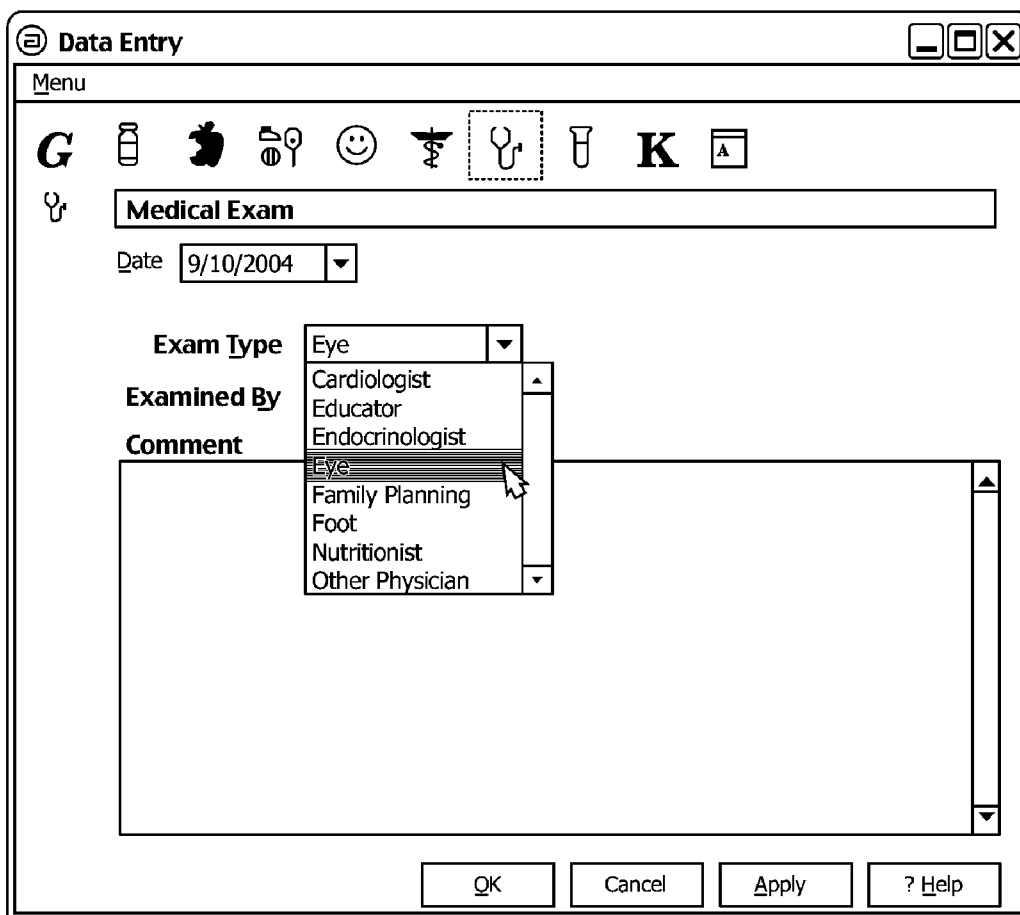 Data Entry
Menu
G K A
Medical Exam
Date 9/10/2004
Exam Type Eye
Cardiologist
Examined By
Educator
Endocrinologist
Comment
Eye
Family Planning
Foot
Nutritionist
Other Physician
OK Cancel Apply ? Help